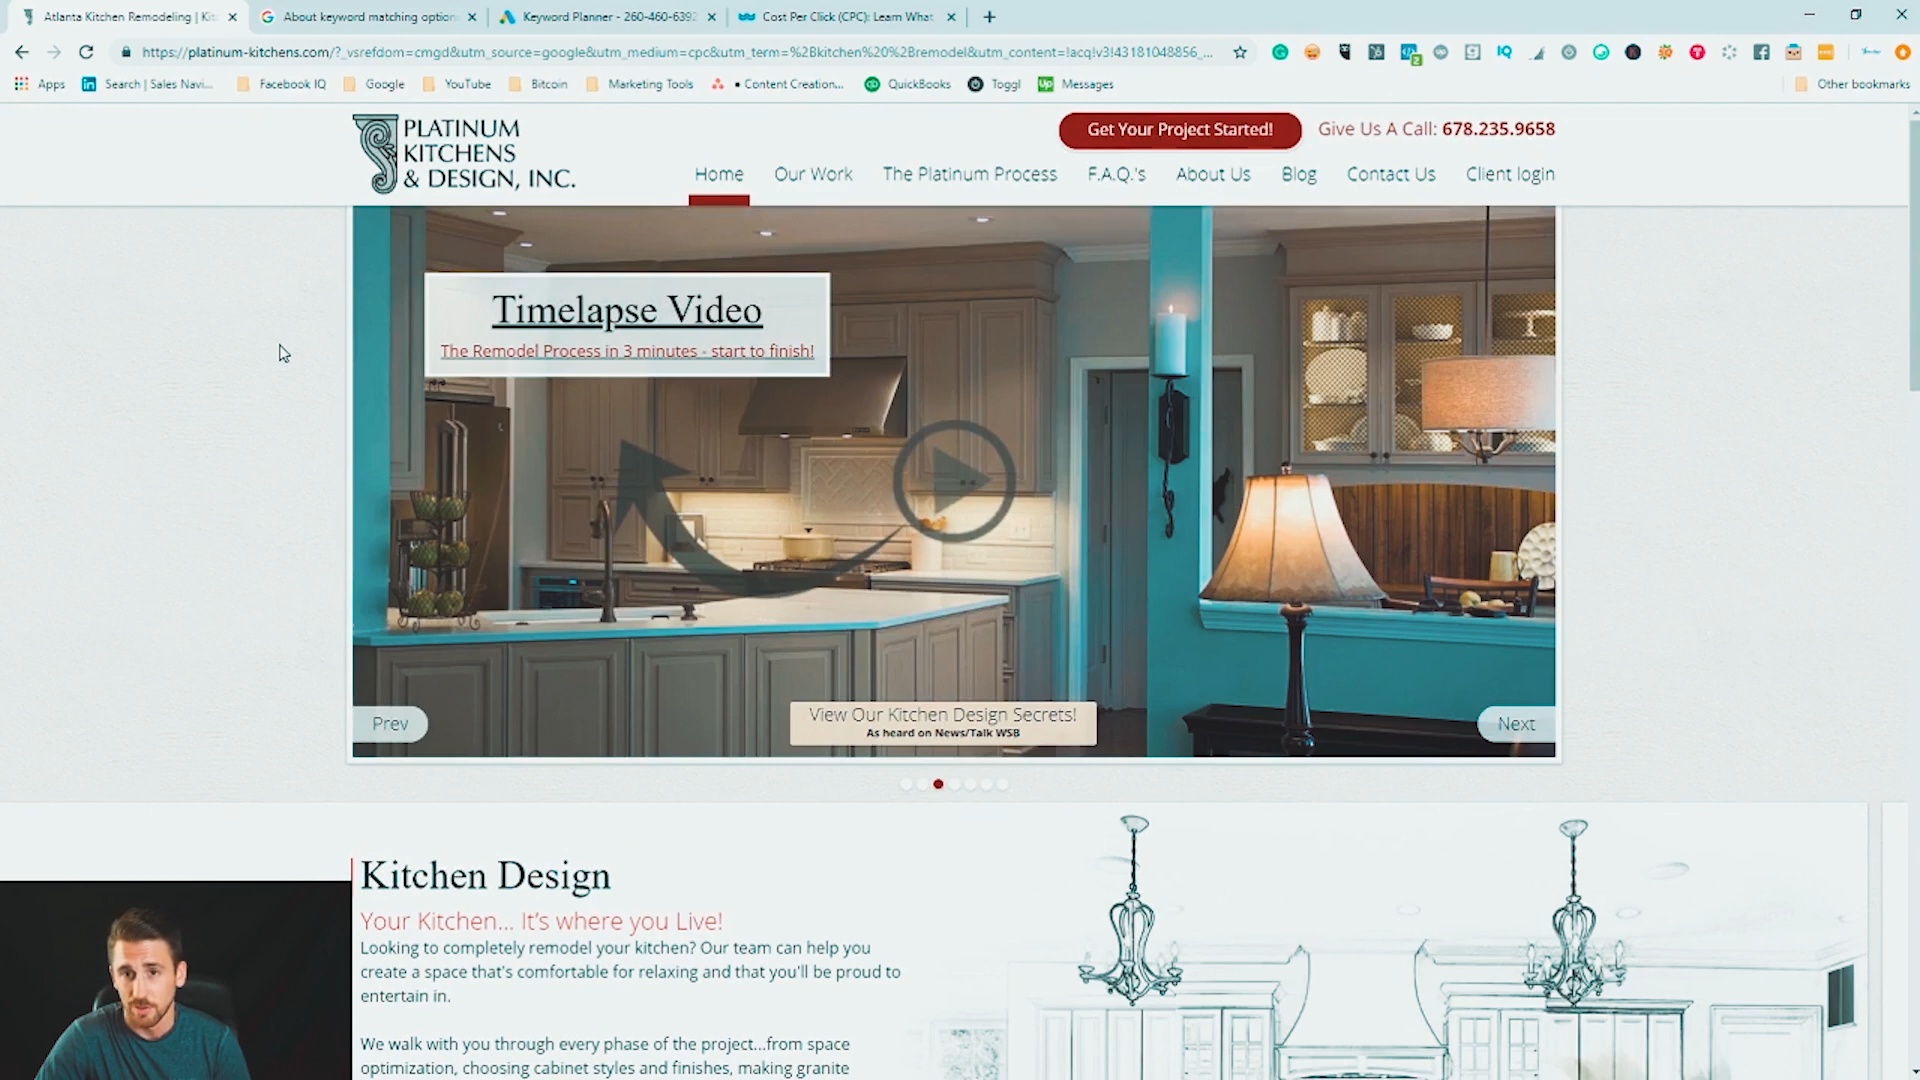 Atlanta Kitchen Remodeling | Kit
About keyword matching option
Keyword Planner - 260-460-6392
Cost Per Click (CPC): Learn What
https://platinum-kitchens.com/?_vsrefdom=cmgd&utm_source=google&utm_medium=cpc&utm_term=%2Bkitchen%20%2Bremodel&utm_content=!acq!v3!43181048856_...
Apps
Search | Sales Navi...
Facebook IQ
Google
YouTube
Bitcoin
Marketing Tools
• Content Creation...
QuickBooks
Toggl
Messages
Other bookmarks
PLATINUM
KITCHENS
& DESIGN, INC.
Get Your Project Started!
Give Us A Call: 678.235.9658
Home
Our Work
The Platinum Process
F.A.Q.'s
About Us
Blog
Contact Us
Client login
Timelapse Video
The Remodel Process in 3 minutes - start to finish!
Prev
View Our Kitchen Design Secrets!
As heard on News/Talk WSB
Next
Kitchen Design
Your Kitchen... It's where you Live!
Looking to completely remodel your kitchen? Our team can help you
create a space that's comfortable for relaxing and that you'll be proud to
entertain in.
We walk with you through every phase of the project...from space
optimization, choosing cabinet styles and finishes, making granite